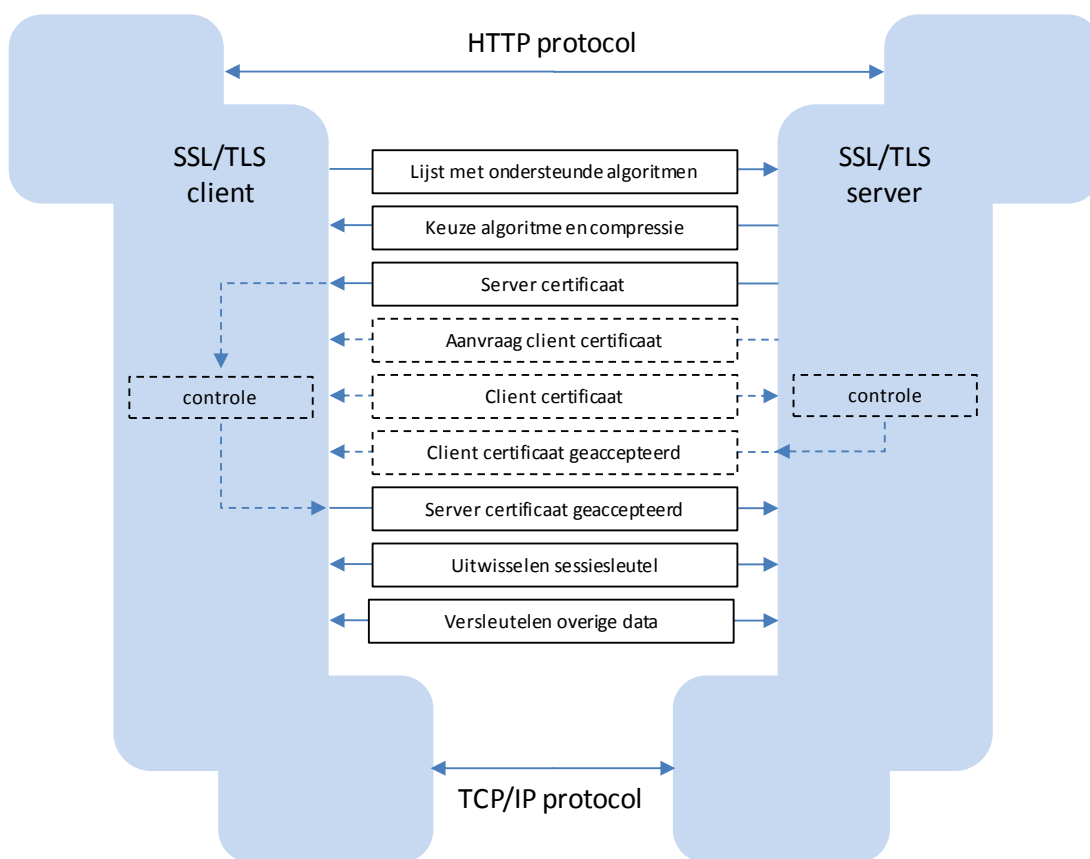 HTTP protocol
SSL/TLS
client
SSL/TLS
server
Lijst met ondersteunde algoritmen
Keuze algoritme en compressie
Server certificaat
Aanvraag client certificaat
controle
Client certificaat
controle
Client certificaat geaccepteerd
Server certificaat geaccepteerd
Uitwisselen sessiesleutel
Versleutelen overige data
TCP/IP protocol